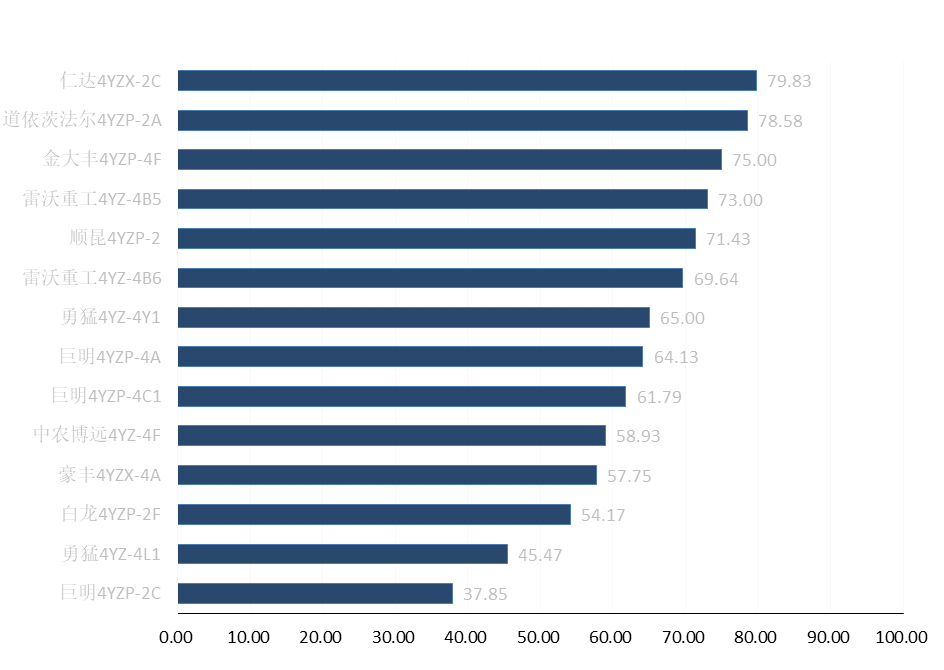 仁达4YZX-2C 79.83
道依茨法尔4YZP-2A 78.58
金大丰4YZP-4F 75.00
雷沃重工4YZ-4B5 73.00
顺昆4YZP-2 71.43
雷沃重工4YZ-4B6 69.64
勇猛4YZ-4Y1 65.00
巨明4YZP-4A 64.13
巨明4YZP-4C1 61.79
中农博远4YZ-4F 58.93
豪丰4YZX-4A 57.75
白龙4YZP-2F 54.17
勇猛4YZ-4L1 45.47
巨明4YZP-2C 37.85
0.00 10.00 20.00 30.00 40.00 50.00 60.00 70.00 80.00 90.00 100.00